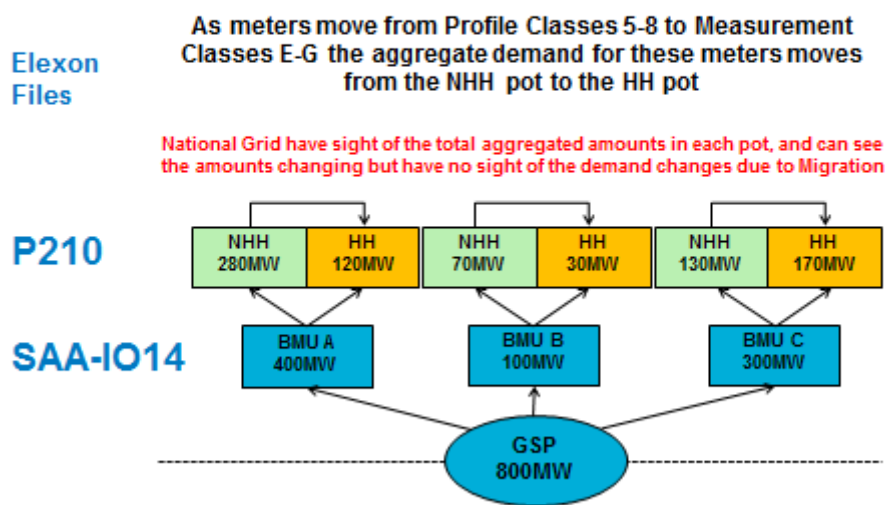 As meters move from Profile Classes 5-8 to Measurement
Classes E-G the aggregate demand for these meters moves
from the NHH pot to the HH pot
Elexon
Files
National Grid have sight of the total aggregated amounts in each pot, and can see
the amounts changing but have no sight of the demand changes due to Migration
P210
NHH
280MW
HH
120MW
NHH
70MW
HH
30MW
NHH
130MW
HH
170MW
SAA-IO14
BMU A
400MW
BMU B
100MW
BMU C
300MW
GSP
800MW